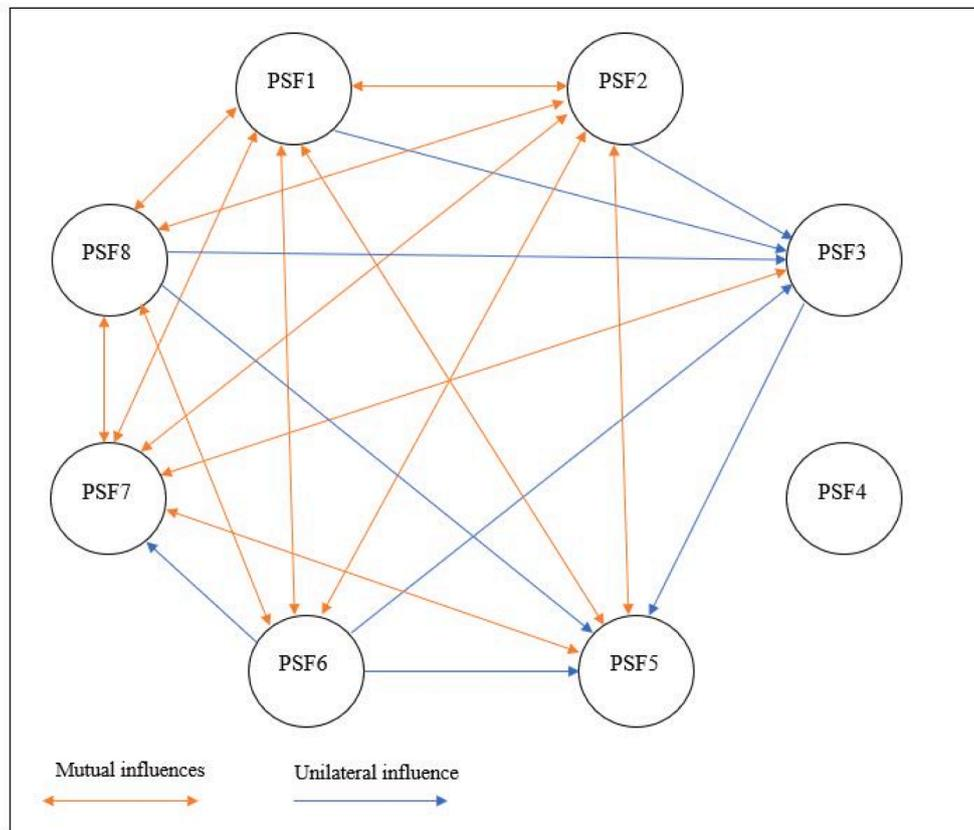 PSF1
PSF2
PSF8
PSF3
PSF7
PSF4
PSF6
PSF5
Mutual influences
Unilateral influence